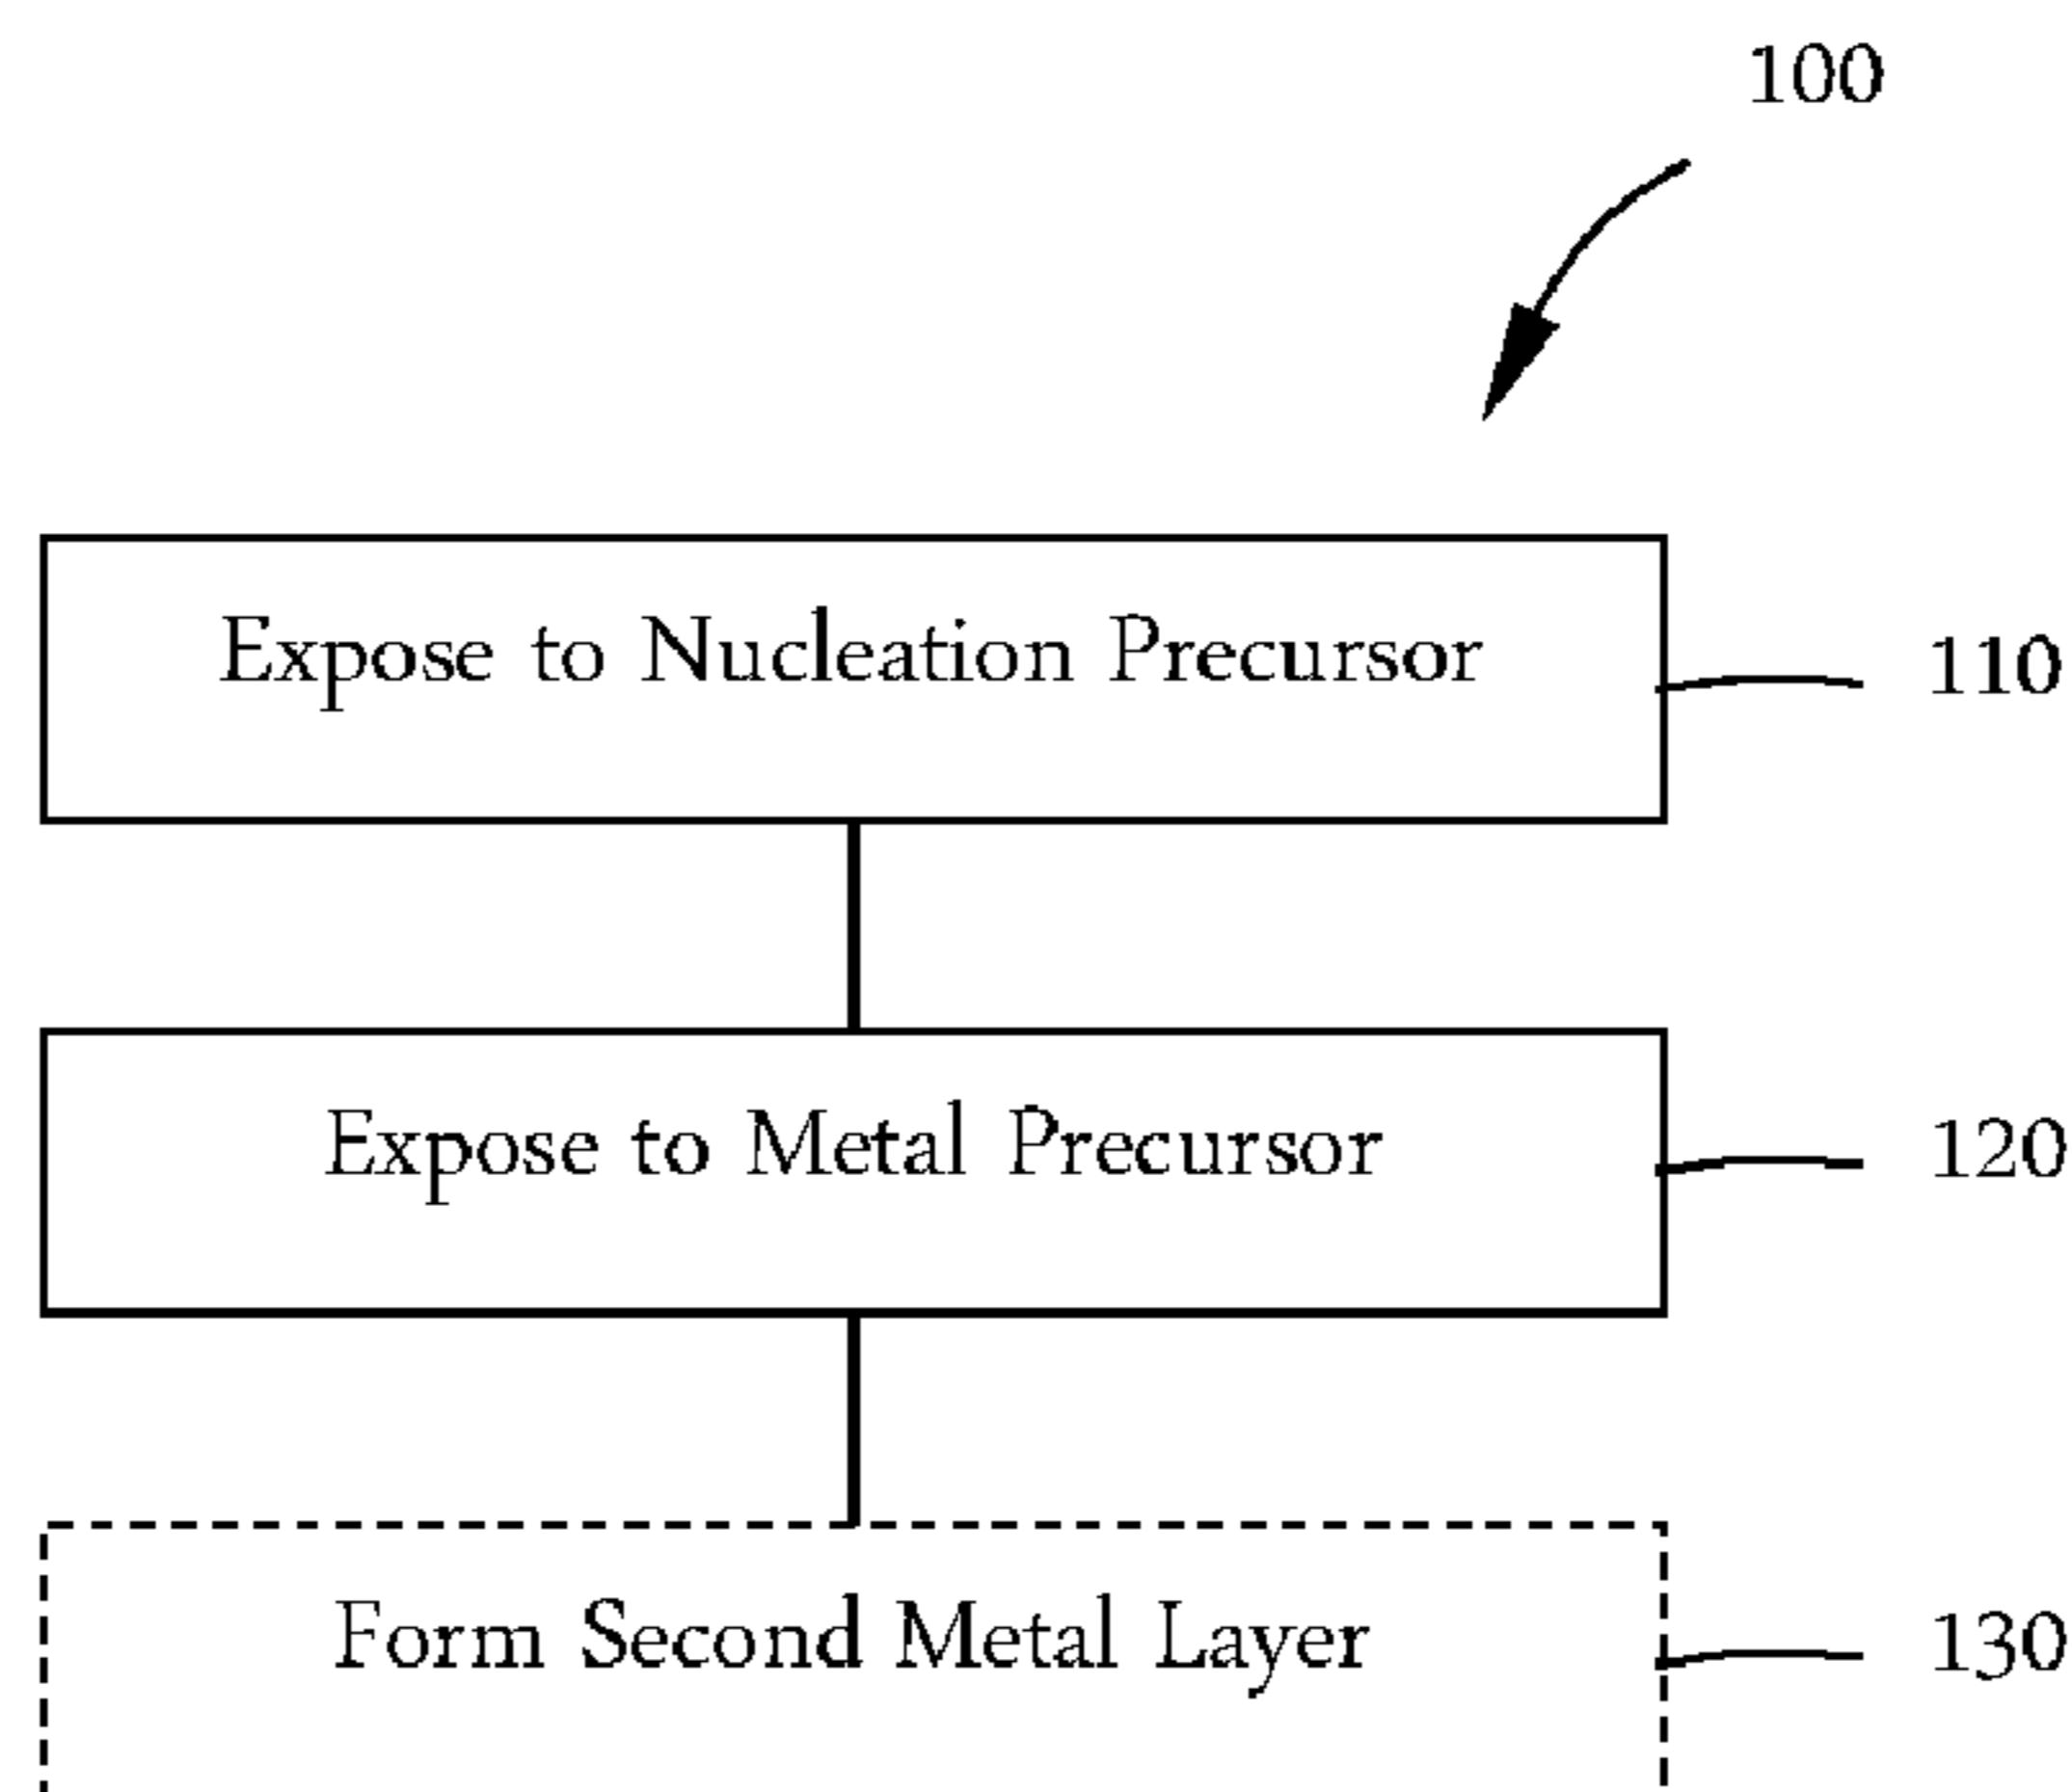 100
Expose to Nucleation Precursor
110
Expose to Metal Precursor
120
Form Second Metal Layer
130